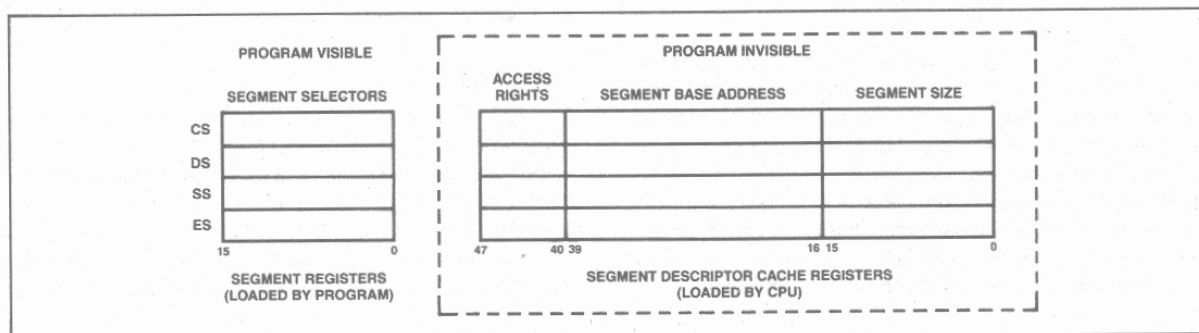 PROGRAM VISIBLE
SEGMENT SELECTORS
CS
DS
SS
ES
15 0
SEGMENT REGISTERS
(LOADED BY PROGRAM)
PROGRAM INVISIBLE
ACCESS
RIGHTS
SEGMENT BASE ADDRESS
SEGMENT SIZE
47 40 39 16 15 0
SEGMENT DESCRIPTOR CACHE REGISTERS
(LOADED BY CPU)